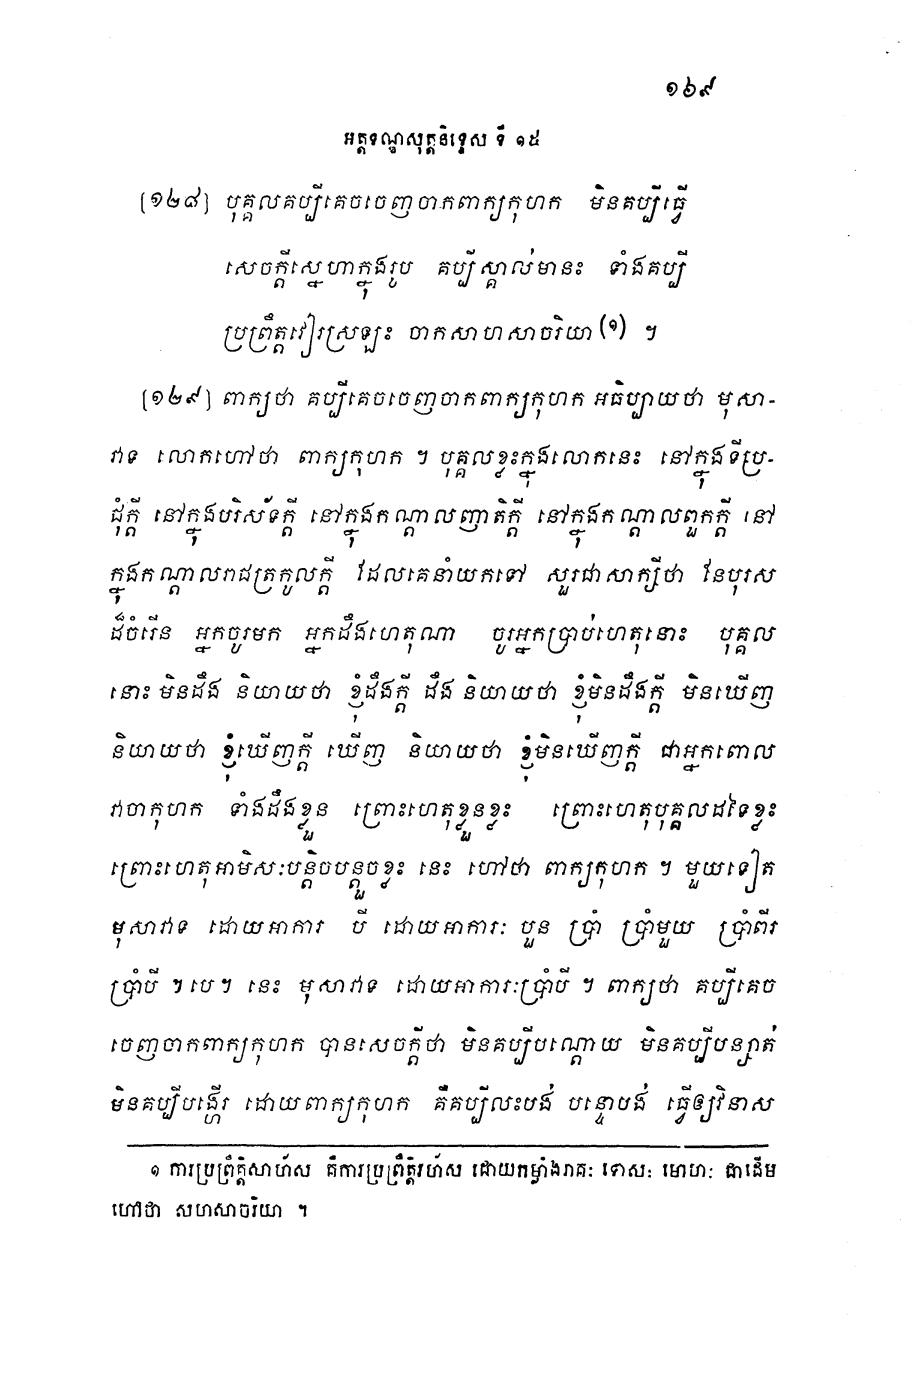 ១៦៩
អត្តទណ្ឌសុត្តនិទ្ទេស ទី ១៥
[១២៨] បុគ្គលគប្បីគេចចេញចាកពាក្យកុហក មិនគប្បីធ្វើ
សេចក្តីស្នេហាក្នុងរូប គប្បីស្គាល់មានះ ទាំងគប្បី
ប្រព្រឹត្តវៀរស្រឡះ ចាកសាហសាចរិយា (១) ។
[១២៩] ពាក្យថា គប្បីគេចចេញចាកពាក្យកុហក អធិប្បាយថា មុសា-
វាទ លោកហៅថា ពាក្យកុហក ។ បុគ្គលខ្លះក្នុងលោកនេះ នៅក្នុងទីប្រ-
ជុំក្តី នៅក្នុងបរិស័ទក្តី នៅក្នុងកណ្តាលញាតិក្តី នៅក្នុងកណ្តាលពួកក្តី នៅ
ក្នុងកណ្តាលរាជត្រកូលក្តី ដែលគេនាំយកទៅ សួរជាសាក្សីថា នែបុរស
ដ៏ចំរើន អ្នកចូរមក អ្នកដឹងហេតុណា ចូរអ្នកប្រាប់ហេតុនោះ បុគ្គល
នោះ មិនដឹង និយាយថា ខ្ញុំដឹងក្តី ដឹង និយាយថា ខ្ញុំមិនដឹងក្តី មិនឃើញ
និយាយថា ខ្ញុំឃើញក្តី ឃើញ និយាយថា ខ្ញុំមិនឃើញក្តី ជាអ្នកពោល
វាចាកុហក ទាំងដឹងខ្លួន ព្រោះហេតុខ្លួនខ្លះ ព្រោះហេតុបុគ្គលដទៃខ្លះ
ព្រោះហេតុអាមិសៈបន្តិចបន្តួចខ្លះ នេះ ហៅថា ពាក្យកុហក ។ មួយទៀត
មុសាវាទ ដោយអាការ បី ដោយអាការៈ បួន ប្រាំ ប្រាំមួយ ប្រាំពីរ
ប្រាំបី ។ បេ ។ នេះ មុសាវាទ ដោយអាការៈប្រាំបី ។ ពាក្យថា គប្បីគេច
ចេញចាកពាក្យកុហក បានសេចក្តីថា មិនគប្បីបណ្តោយ មិនគប្បីបន្សាត់
មិនគប្បីបង្ហើរ ដោយពាក្យកុហក គឺគប្បីលះបង់ បន្ទោបង់ ធ្វើឲ្យវិនាស
១ ការប្រព្រឹត្តិសាហ៍ស គឺការប្រព្រឹត្តិរហ័ស ដោយកម្លាំងរាគៈ ទោសៈ មោហៈ ជាដើម
ហៅថា សហសាចរិយា ។